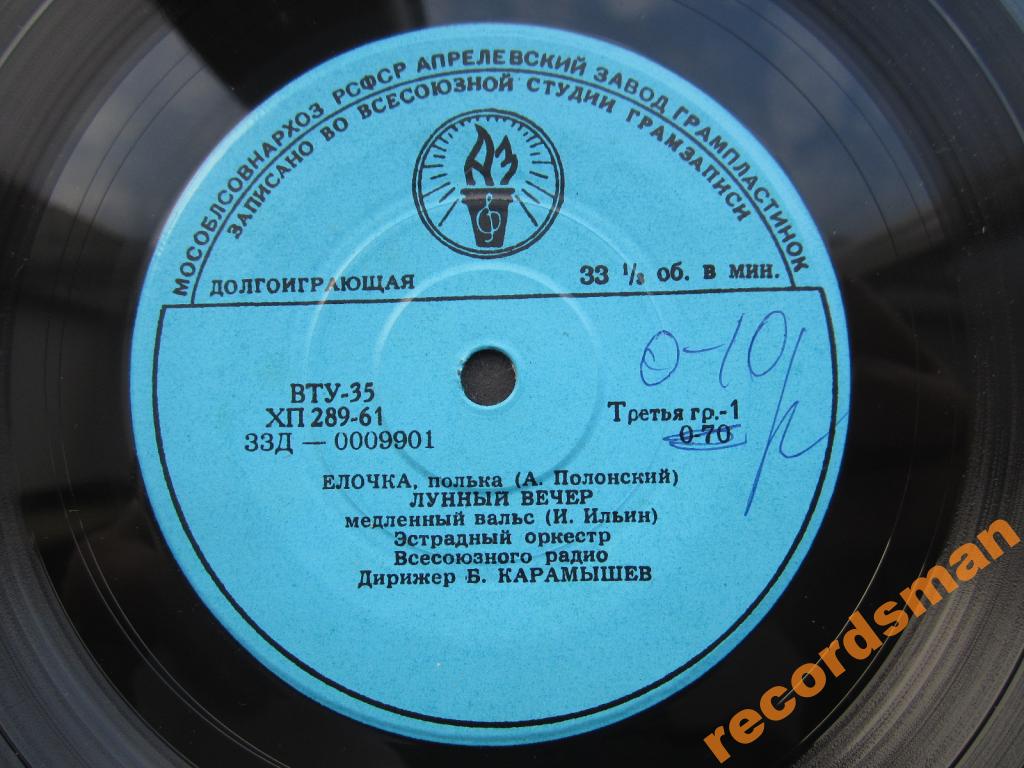 МОСОБЛСОВНАРХОЗ РСФСР АПРЕЛЕВСКИЙ ЗАВОД ГРАМПЛАСТИНОК
ЗАПИСАНО ВО ВСЕСОЮЗНОЙ СТУДИИ ГРАМЗАПИСИ
АЗ
ДОЛГОИГРАЮЩАЯ
33 1/3 об. в мин.
ВТУ-35
ХП 289-61
33Д — 0009901
0-10
р
Третья гр.-1
0-70
ЕЛОЧКА, полька (А. Полонский)
ЛУННЫЙ ВЕЧЕР
медленный вальс (И. Ильин)
Эстрадный оркестр
Всесоюзного радио
Дирижер Б. КАРАМЫШЕВ
recordsman